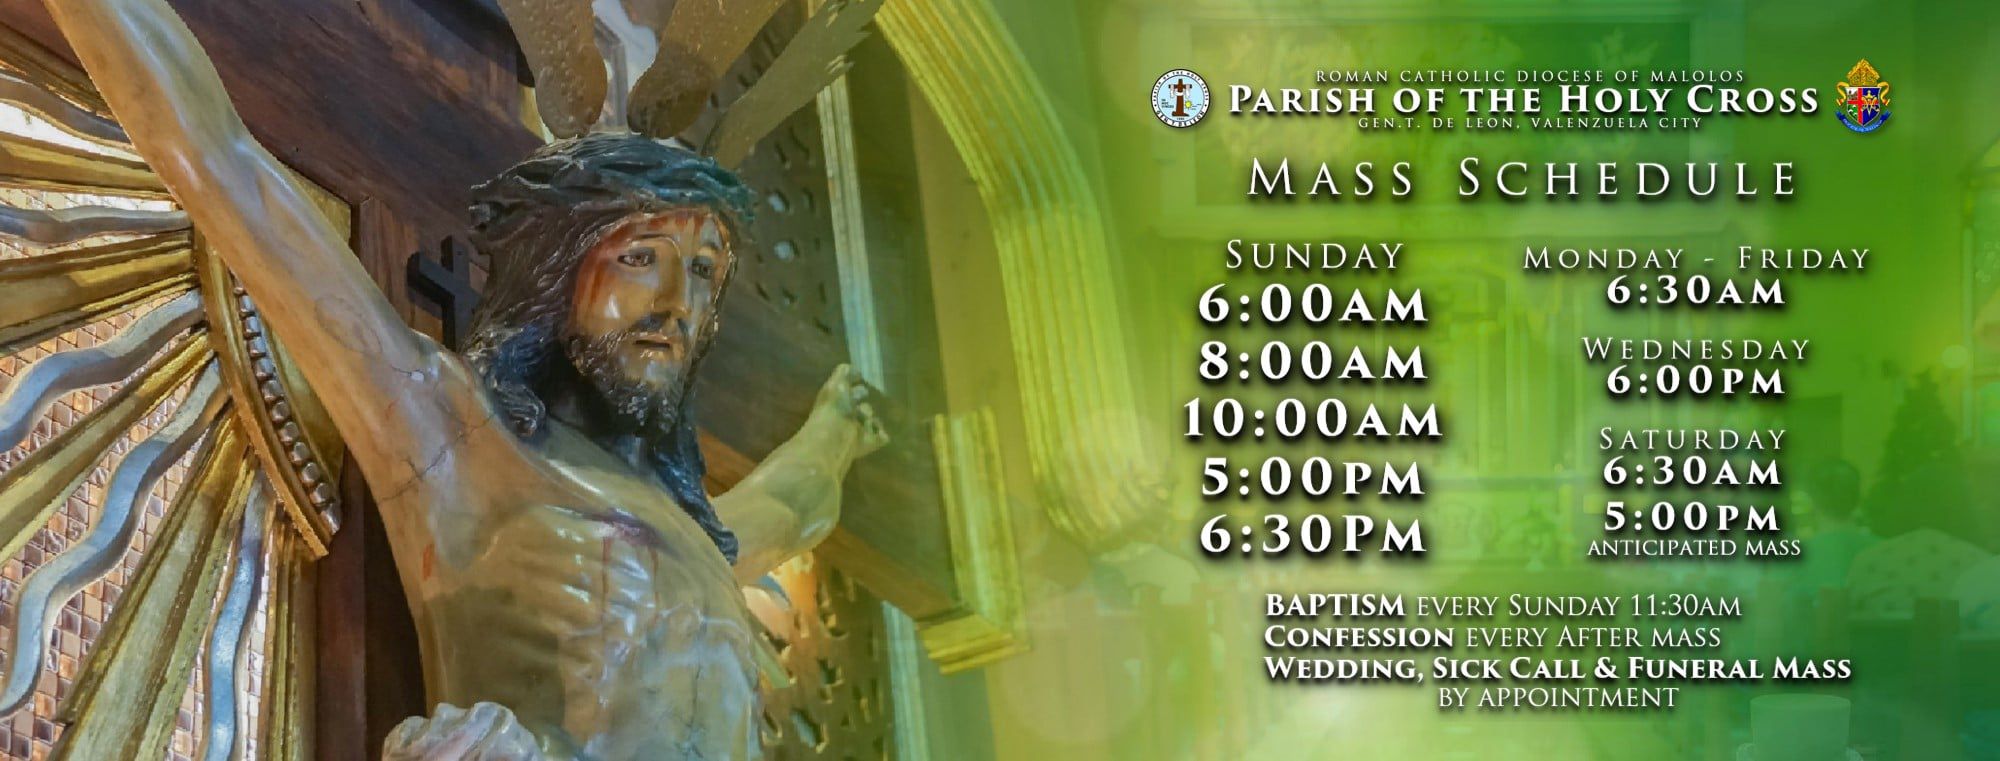 ROMAN CATHOLIC DIOCESE OF MALOLOS
PARISH OF THE HOLY CROSS
GEN.T. DE LEON, VALENZUELA CITY
MASS SCHEDULE
SUNDAY
6:00AM
8:00AM
10:00AM
5:00PM
6:30PM
MONDAY - FRIDAY
6:30AM
WEDNESDAY
6:00PM
SATURDAY
6:30AM
5:00PM
ANTICIPATED MASS
BAPTISM EVERY SUNDAY 11:30AM
CONFESSION EVERY AFTER MASS
WEDDING, SICK CALL & FUNERAL MASS
BY APPOINTMENT